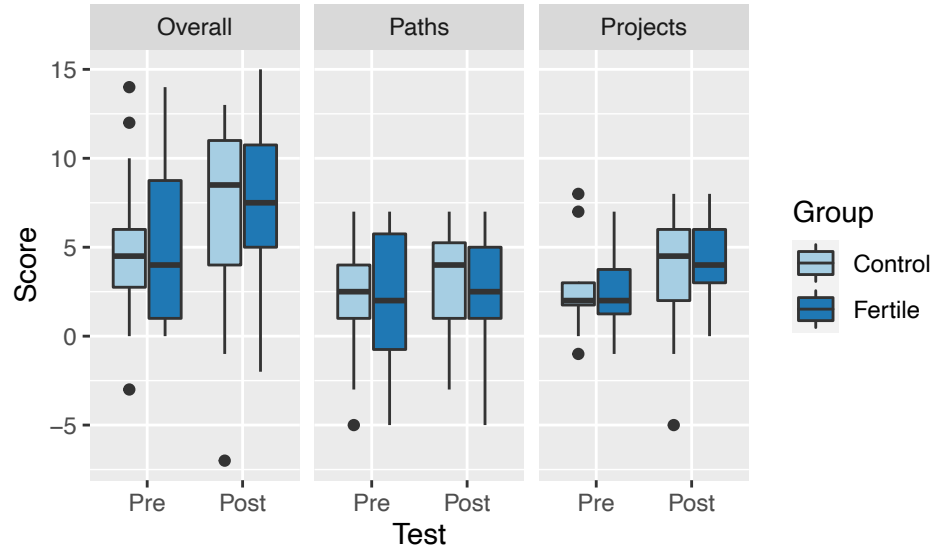 Overall Paths Projects
15
10
5
0
−5
Score
Pre Post Pre Post Pre Post
Test
Group
Control
Fertile